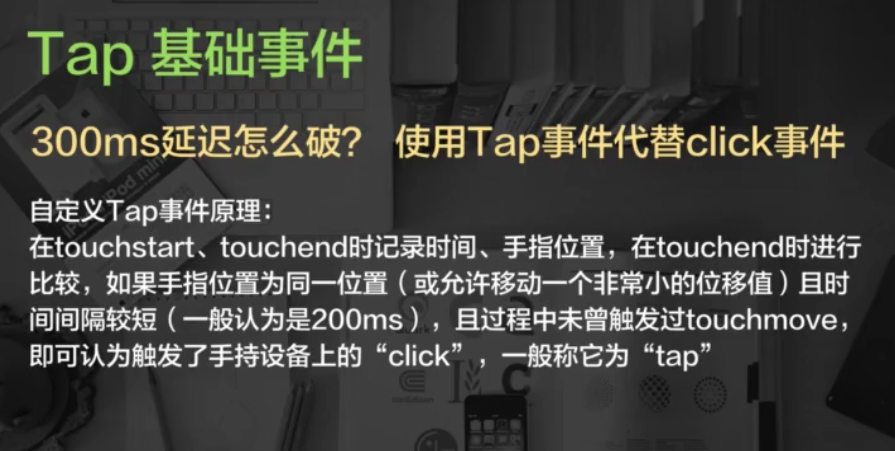 Tap 基础事件
300ms延迟怎么破？ 使用Tap事件代替click事件
自定义Tap事件原理：
在touchstart、touchend时记录时间、手指位置，在touchend时进行
比较，如果手指位置为同一位置（或允许移动一个非常小的位移值）且时
间间隔较短（一般认为是200ms），且过程中未曾触发过touchmove，
即可认为触发了手持设备上的“click”，一般称它为“tap”
iPod mini